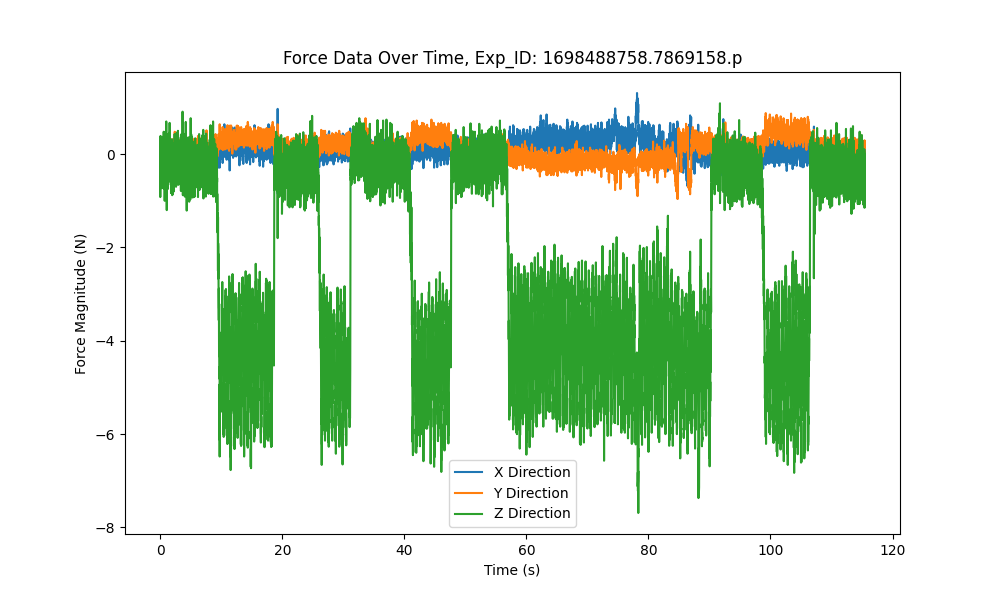 Force Data Over Time, Exp_ID: 1698488758.7869158.p
Force Magnitude (N)
0
−2
−4
−6
−8
X Direction
Y Direction
Z Direction
0 20 40 60 80 100 120
Time (s)